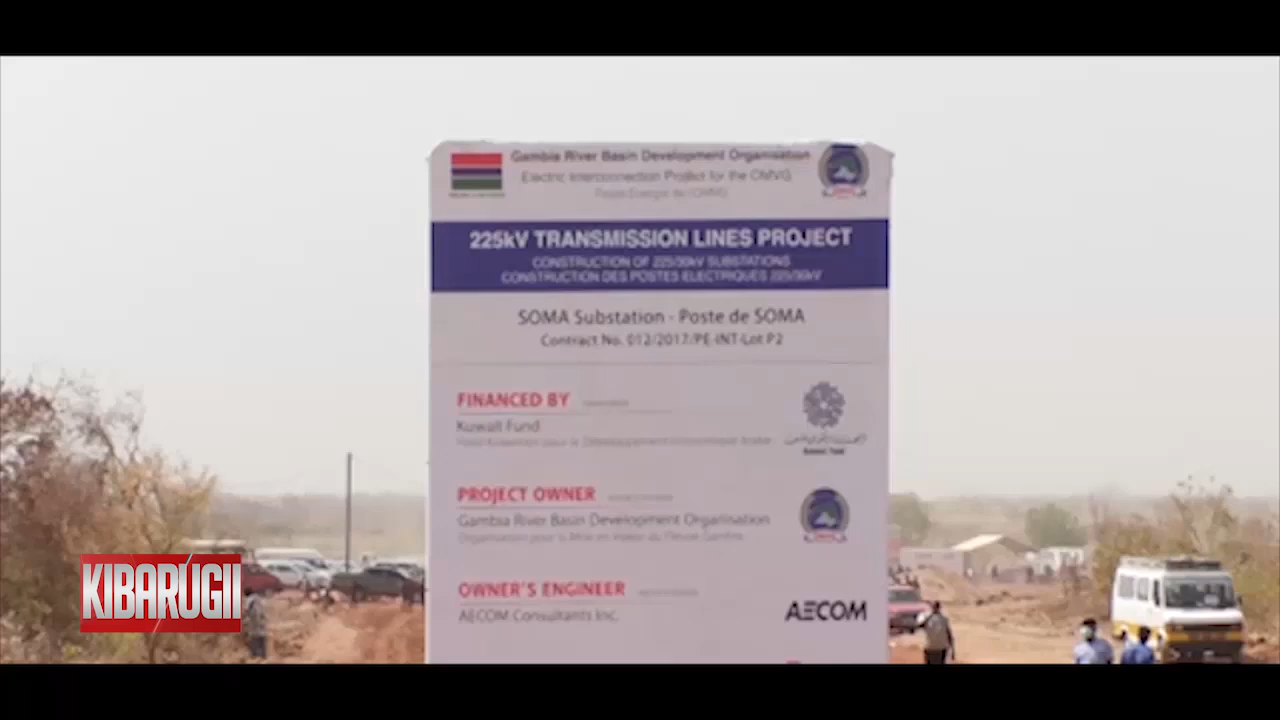 Gambia River Basin Development Organisation
Electric Interconnection Project for the OMVG
225kV TRANSMISSION LINES PROJECT
CONSTRUCTION OF 225/30kV SUBSTATIONS
CONSTRUCTION DES POSTES ELECTRIQUES 225/30kV
SOMA Substation - Poste de SOMA
Contract No. 012/2017/PE-INT-Lot P2
FINANCED BY
Kuwait Fund
PROJECT OWNER
Gambia River Basin Development Organisation
OWNER'S ENGINEER
AECOM Consultants Inc.
AECOM
KIBARUGII